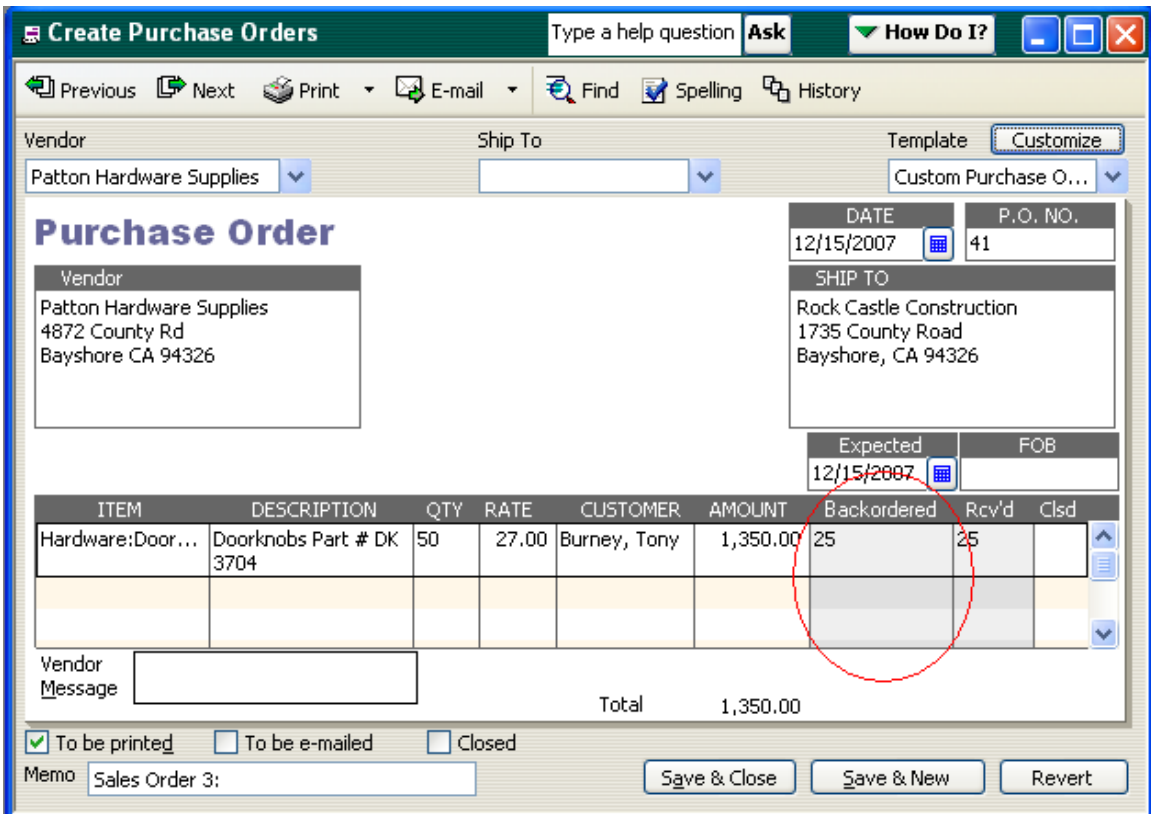 Create Purchase Orders Type a help question Ask How Do I?
Previous Next Print E-mail Find Spelling History
Vendor Ship To Template Customize
Patton Hardware Supplies Custom Purchase O...
Purchase Order
DATE P.O. NO.
12/15/2007 41
Vendor SHIP TO
Patton Hardware Supplies Rock Castle Construction
4872 County Rd 1735 County Road
Bayshore CA 94326 Bayshore, CA 94326
Expected FOB
12/15/2007
ITEM DESCRIPTION QTY RATE CUSTOMER AMOUNT Backordered Rcv'd Clsd
Hardware:Door... Doorknobs Part # DK 50 27.00 Burney, Tony 1,350.00 25 25
3704
Vendor
Message
Total 1,350.00
To be printed To be e-mailed Closed
Memo Sales Order 3: Save & Close Save & New Revert